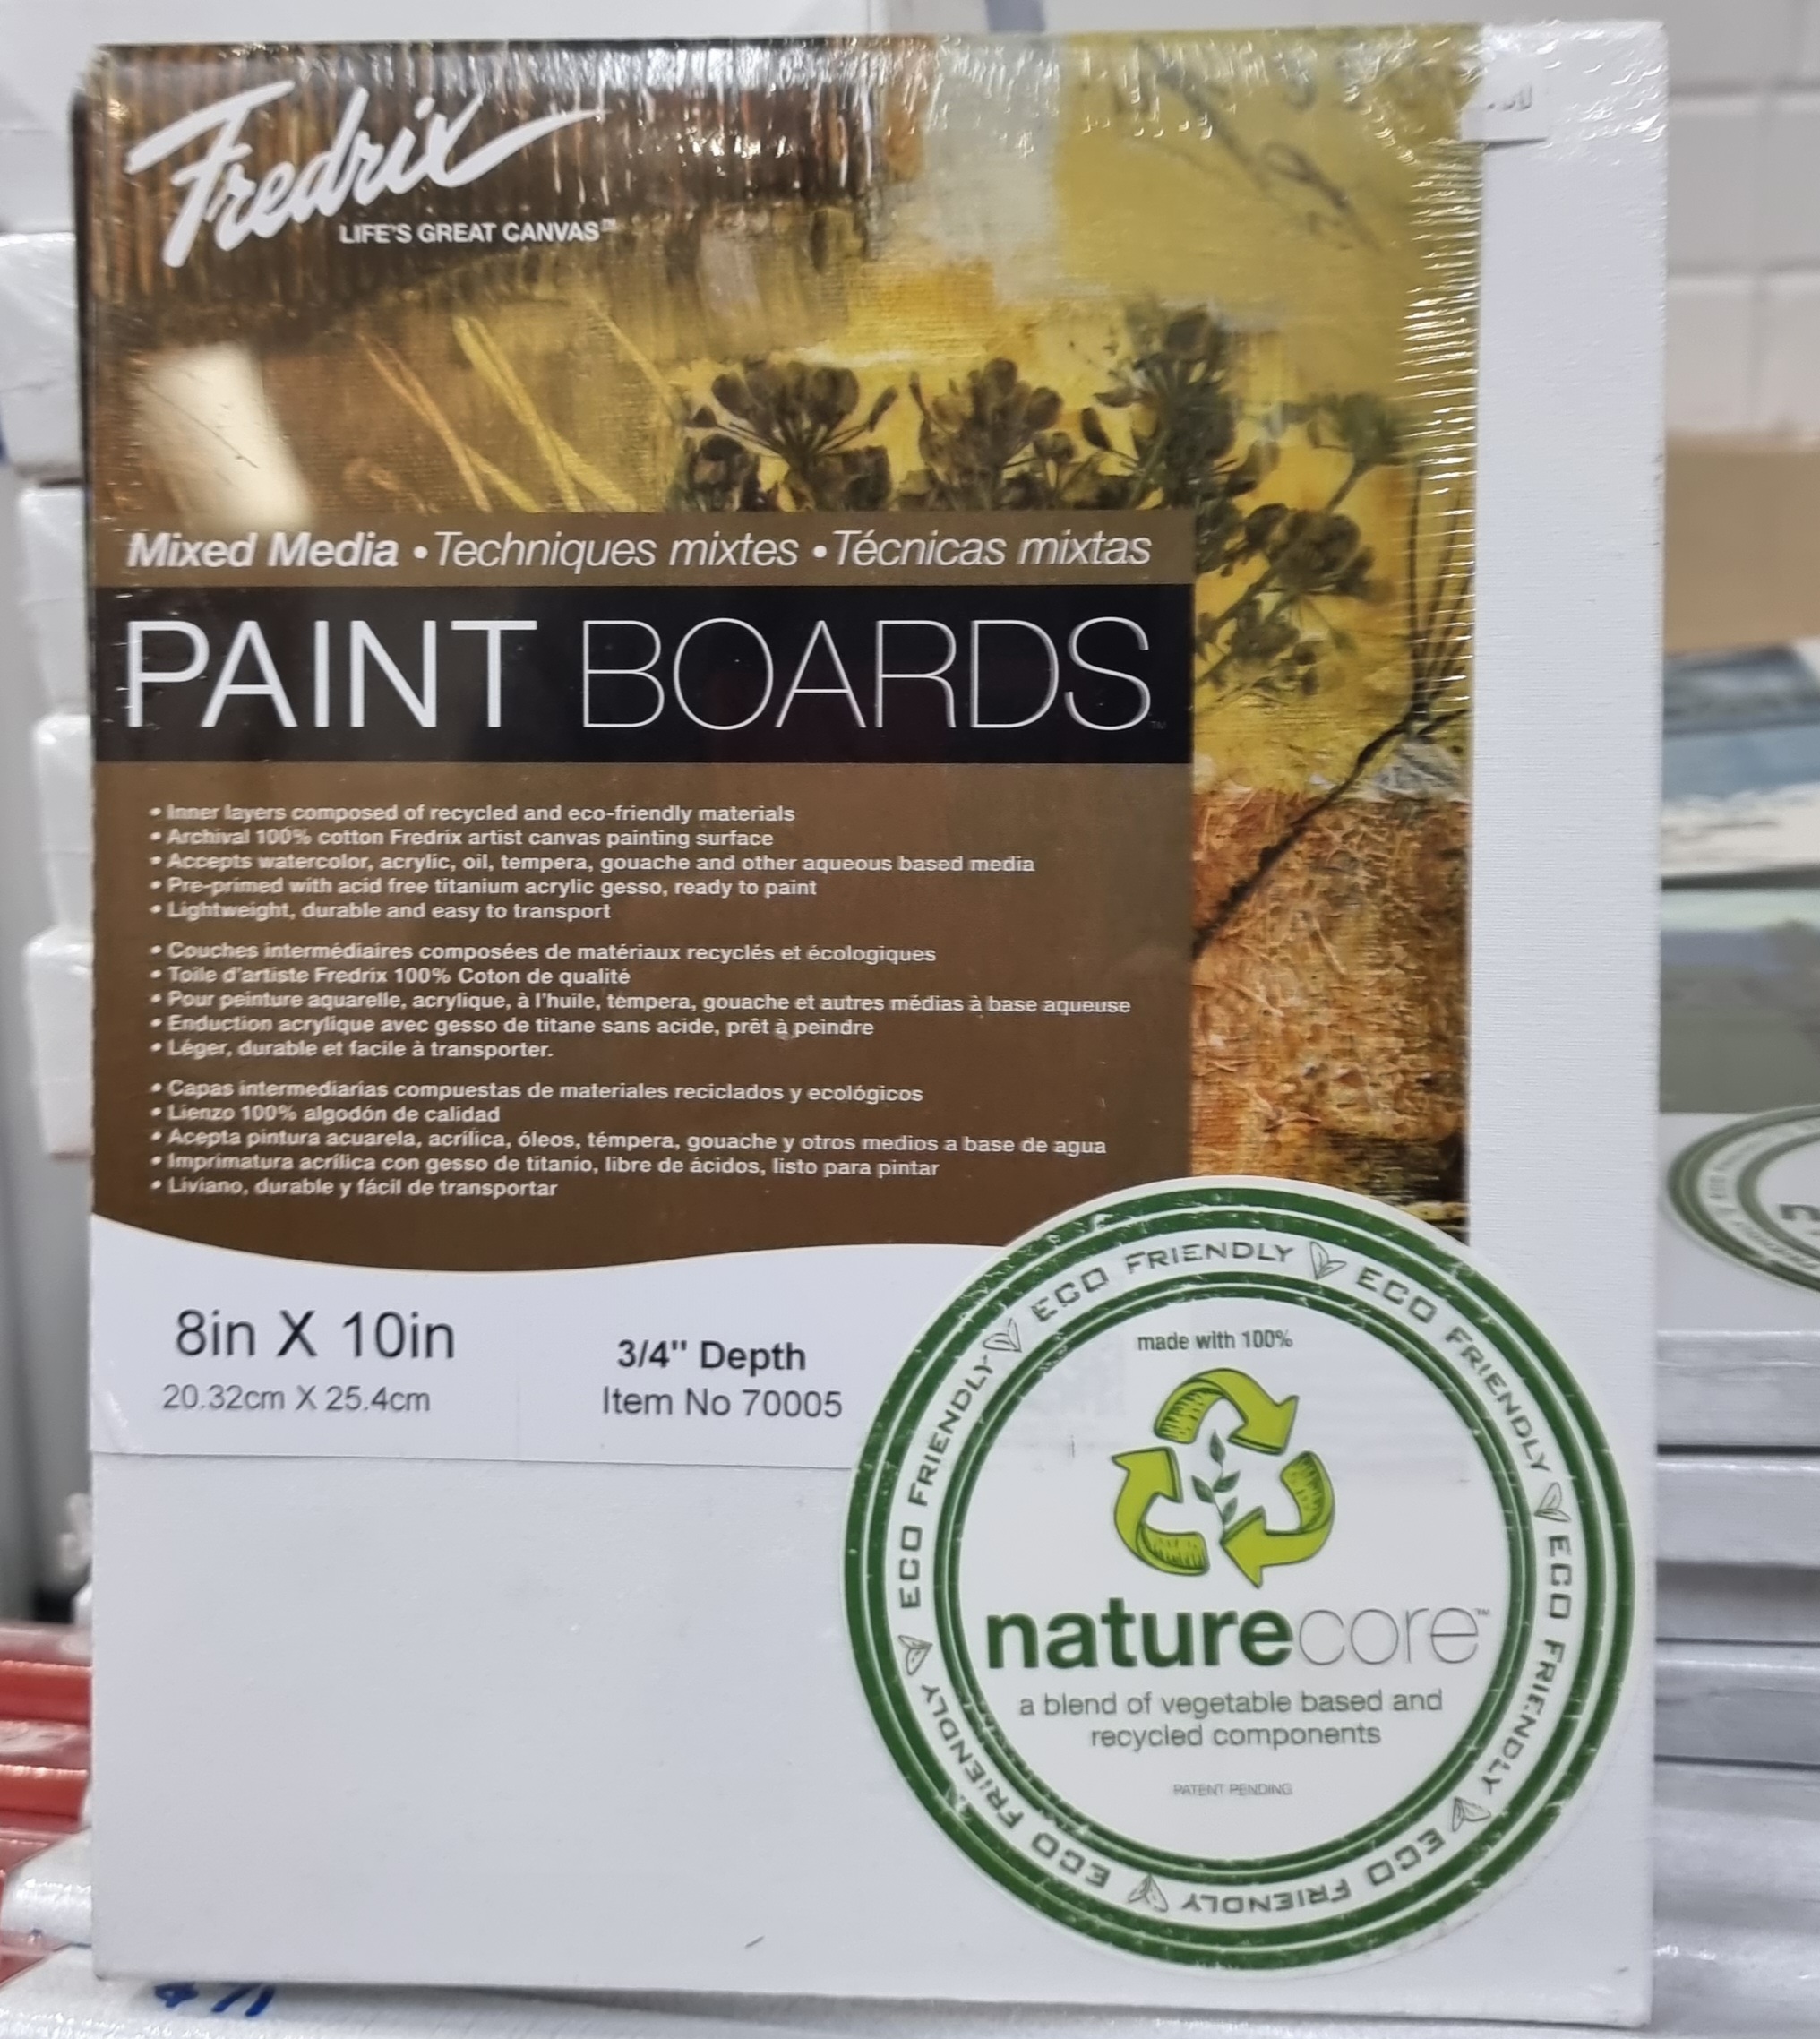 Fredrix
LIFE'S GREAT CANVAS™
Mixed Media • Techniques mixtes • Técnicas mixtas
PAINT BOARDS™
• Inner layers composed of recycled and eco-friendly materials
• Archival 100% cotton Fredrix artist canvas painting surface
• Accepts watercolor, acrylic, oil, tempera, gouache and other aqueous based media
• Pre-primed with acid free titanium acrylic gesso, ready to paint
• Lightweight, durable and easy to transport
• Couches intermédiaires composées de matériaux recyclés et écologiques
• Toile d'artiste Fredrix 100% Coton de qualité
• Pour peinture aquarelle, acrylique, à l'huile, tempera, gouache et autres médias à base aqueuse
• Enduction acrylique avec gesso de titane sans acide, prêt à peindre
• Léger, durable et facile à transporter.
• Capas intermediarias compuestas de materiales reciclados y ecológicos
• Lienzo 100% algodón de calidad
• Acepta pintura acuarela, acrílica, óleos, témpera, gouache y otros medios a base de agua
• Imprimatura acrílica con gesso de titanio, libre de ácidos, listo para pintar
• Liviano, durable y fácil de transportar
8in X 10in
20.32cm X 25.4cm
3/4" Depth
Item No 70005
ECO FRIENDLY ECO FRIENDLY ECO FRIENDLY ECO FRIENDLY ECO FRIENDLY ECO FRIENDLY
made with 100%
naturecore™
a blend of vegetable based and
recycled components
PATENT PENDING